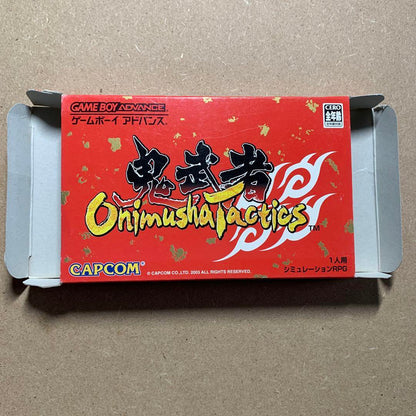 GAME BOY ADVANCE
ゲームボーイ アドバンス
CERO
全年齢
鬼武者
Onimusha Tactics
TM
CAPCOM
© CAPCOM CO., LTD. 2003 ALL RIGHTS RESERVED.
1人用
シミュレーションRPG